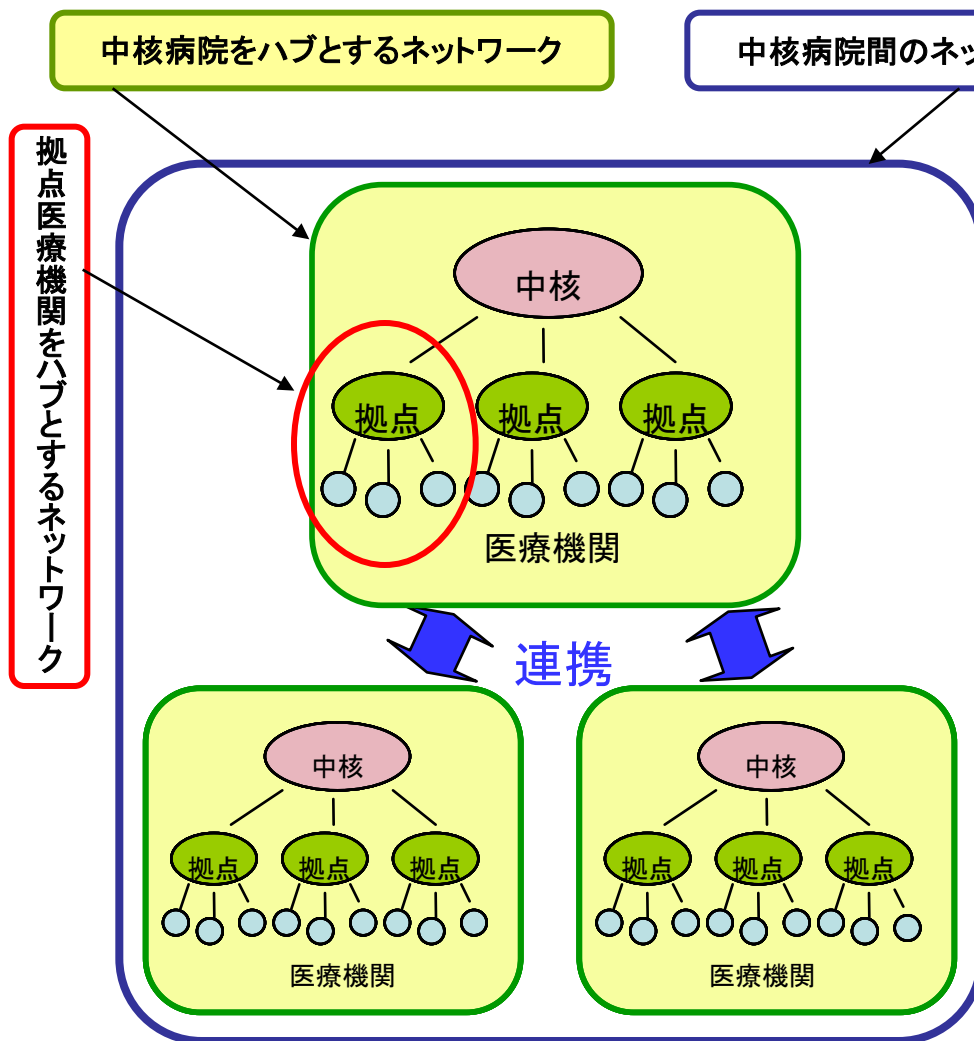 中核病院をハブとするネットワーク
中核病院間のネッ
拠点医療機関をハブとするネットワーク
中核
拠点
拠点
拠点
医療機関
連携
中核
拠点
拠点
拠点
医療機関
中核
拠点
拠点
拠点
医療機関